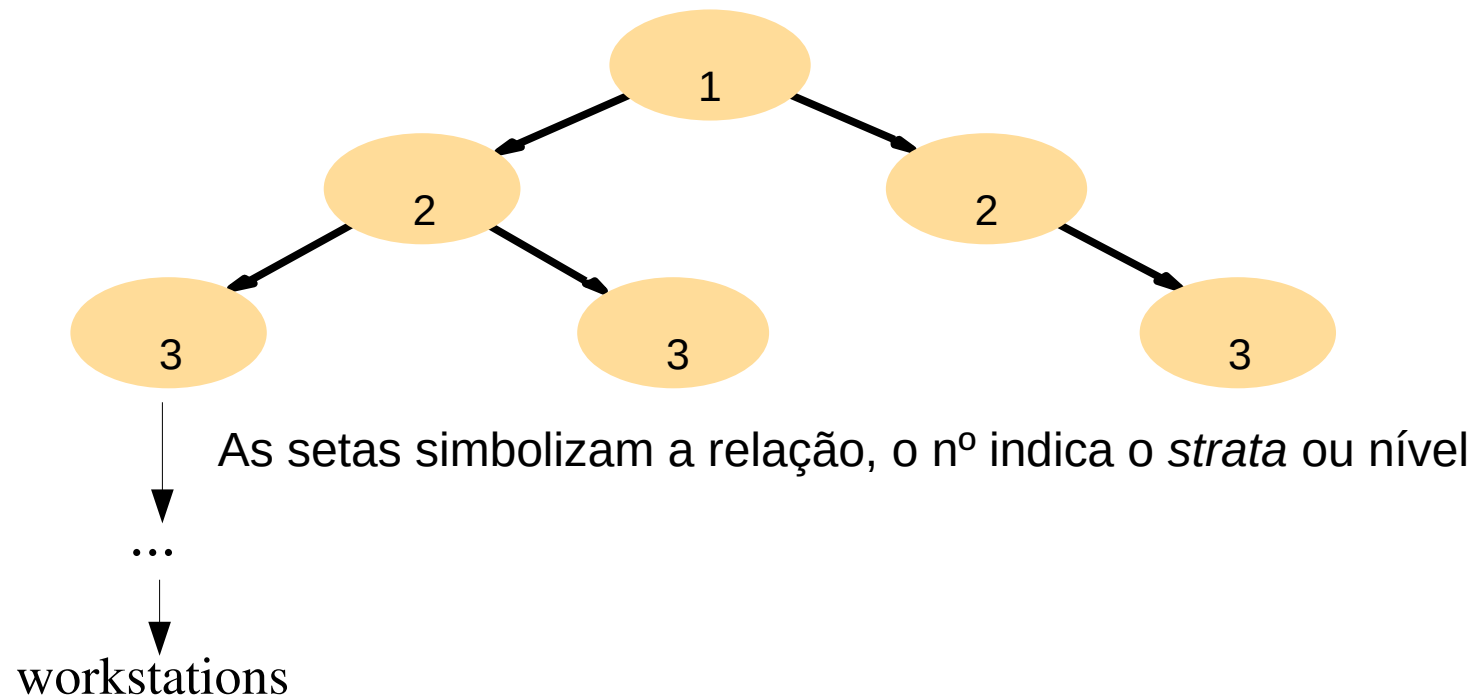 1
2 2
3 3 3
As setas simbolizam a relação, o nº indica o strata ou nível
...
workstations